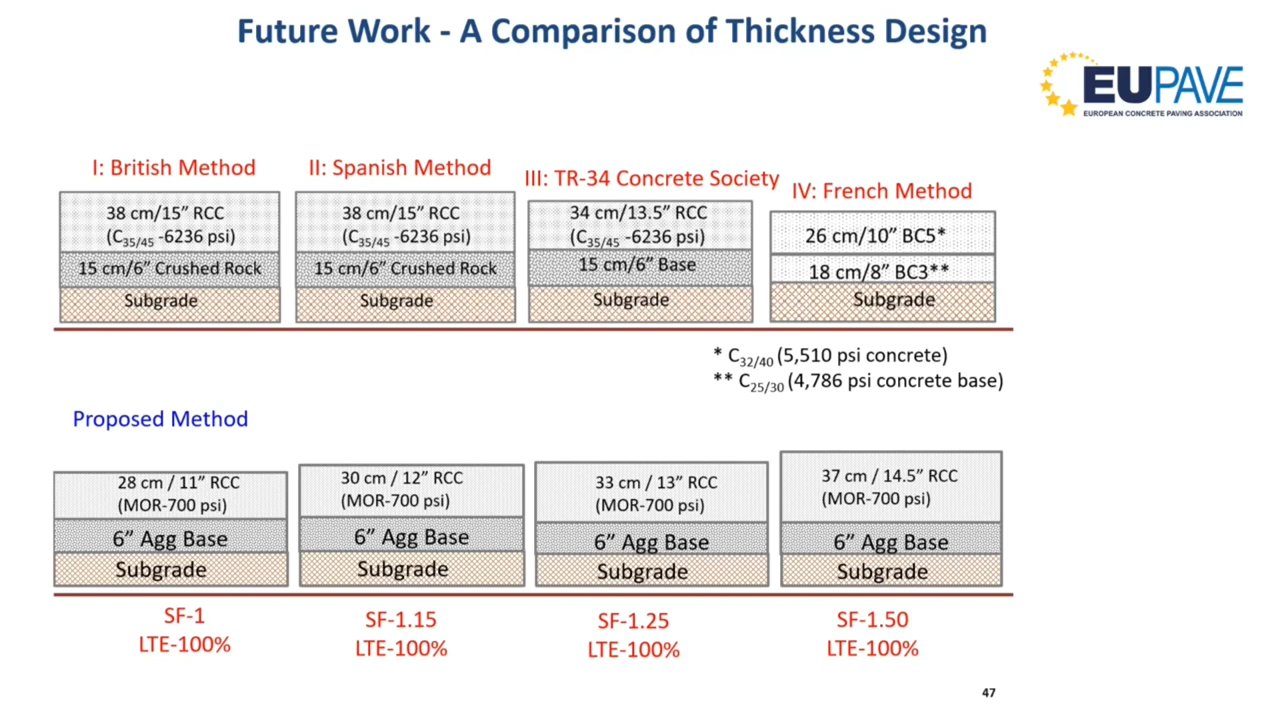 Future Work - A Comparison of Thickness Design
EUPAVE
EUROPEAN CONCRETE PAVING ASSOCIATION
I: British Method
38 cm/15” RCC
(C35/45 -6236 psi)
15 cm/6” Crushed Rock
Subgrade
II: Spanish Method
38 cm/15” RCC
(C35/45 -6236 psi)
15 cm/6” Crushed Rock
Subgrade
III: TR-34 Concrete Society
34 cm/13.5” RCC
(C35/45 -6236 psi)
15 cm/6” Base
Subgrade
IV: French Method
26 cm/10” BC5*
18 cm/8” BC3**
Subgrade
* C32/40 (5,510 psi concrete)
** C25/30 (4,786 psi concrete base)
Proposed Method
28 cm / 11” RCC
(MOR-700 psi)
6” Agg Base
Subgrade
SF-1
LTE-100%
30 cm / 12” RCC
(MOR-700 psi)
6” Agg Base
Subgrade
SF-1.15
LTE-100%
33 cm / 13” RCC
(MOR-700 psi)
6” Agg Base
Subgrade
SF-1.25
LTE-100%
37 cm / 14.5” RCC
(MOR-700 psi)
6” Agg Base
Subgrade
SF-1.50
LTE-100%
47